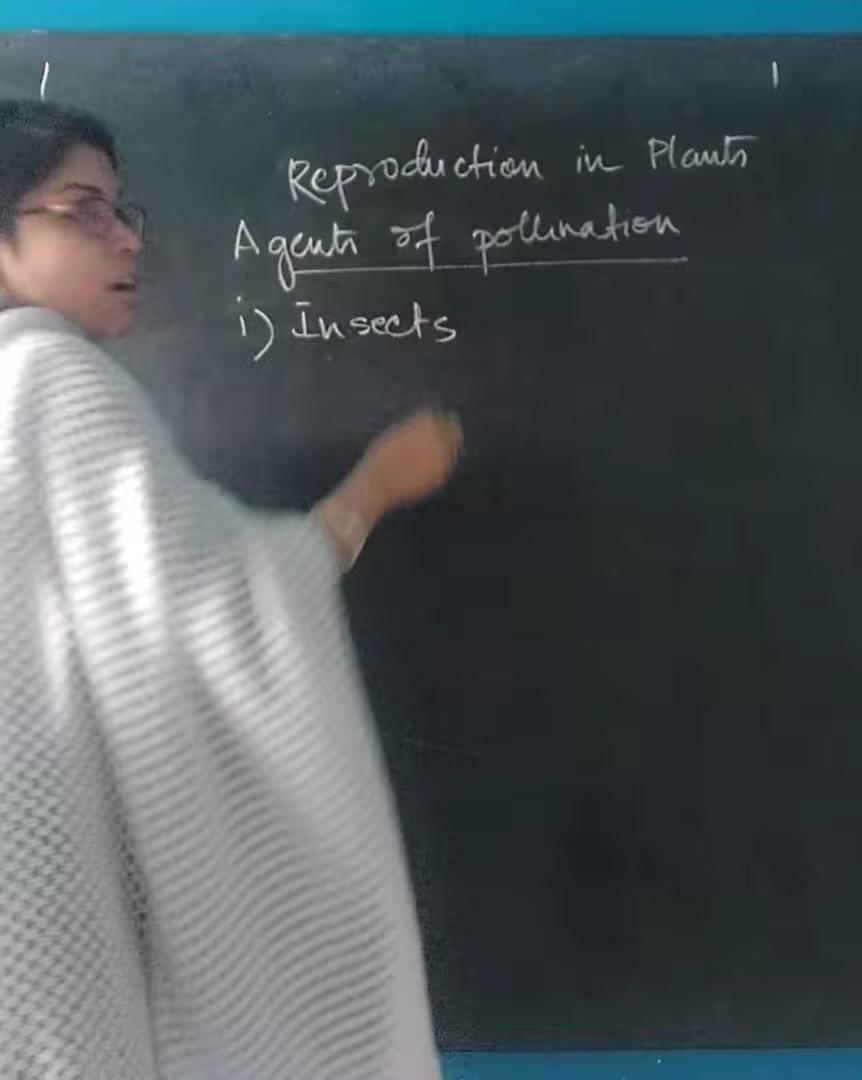 Reproduction in Plants
Agents of pollination
i) Insects